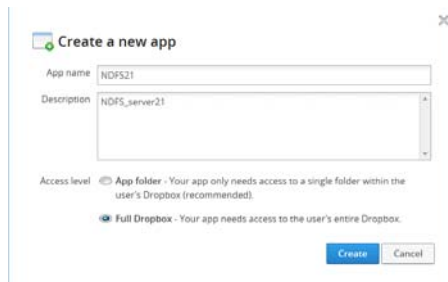 Create a new app
App name NDFS21
Description NDFS_server21
Access level App folder - Your app only needs access to a single folder within the
user's Dropbox (recommended).
Full Dropbox - Your app needs access to the user's entire Dropbox.
Create Cancel